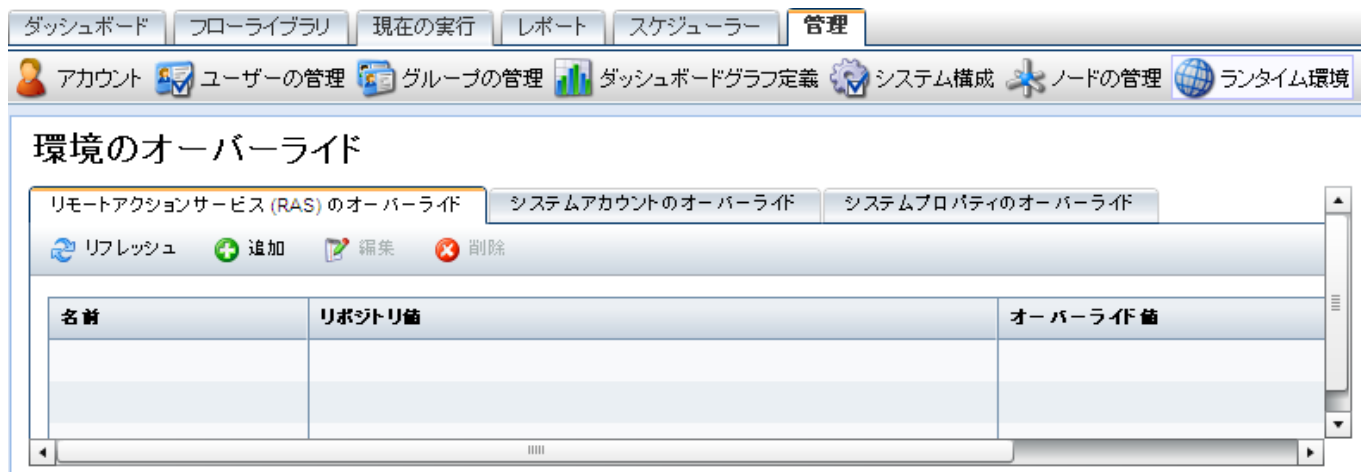 ダッシュボード フローライブラリ 現在の実行 レポート スケジューラー 管理
アカウント ユーザーの管理 グループの管理 ダッシュボードグラフ定義 システム構成 ノードの管理 ランタイム環境
環境のオーバーライド
リモートアクションサービス (RAS) のオーバーライド システムアカウントのオーバーライド システムプロパティのオーバーライド
リフレッシュ 追加 編集 削除
名前 リポジトリ値 オーバーライド値